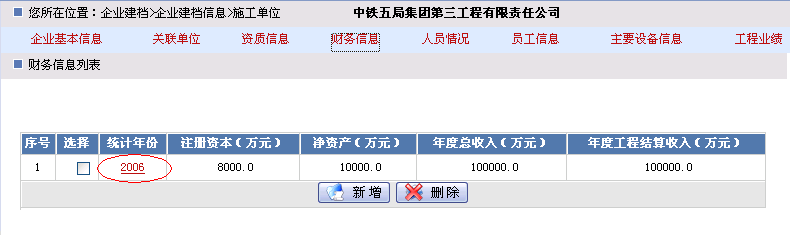 您所在位置：企业建档>企业建档信息>施工单位 中铁五局集团第三工程有限责任公司
企业基本信息 关联单位 资质信息 财务信息 人员情况 员工信息 主要设备信息 工程业绩
财务信息列表
序号 选择 统计年份 注册资本（万元） 净资产（万元） 年度总收入（万元） 年度工程结算收入（万元）
1 2006 8000.0 10000.0 100000.0 100000.0
新增 删除